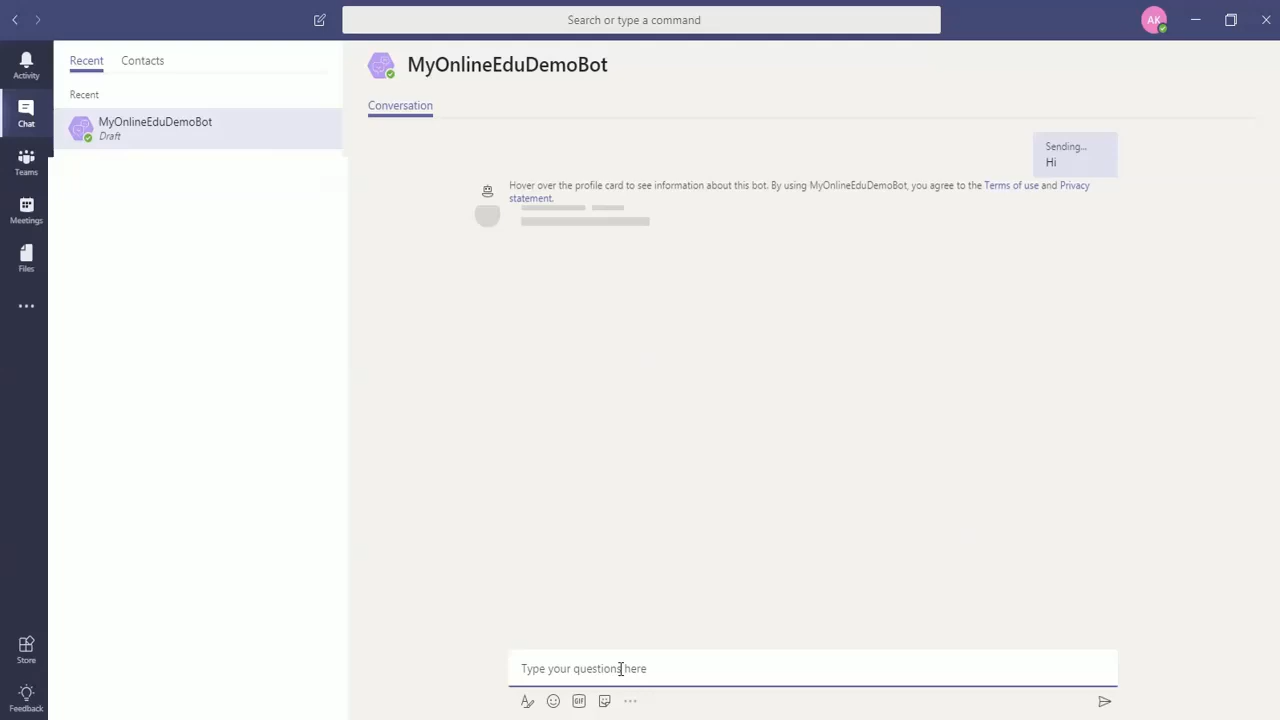 Search or type a command
AK
Activity
Chat
Teams
Meetings
Files
Store
Feedback
Recent
Contacts
Recent
MyOnlineEduDemoBot
Draft
MyOnlineEduDemoBot
Conversation
Sending...
Hi
Hover over the profile card to see information about this bot. By using MyOnlineEduDemoBot, you agree to the Terms of use and Privacy
statement.
Type your questions here
GIF